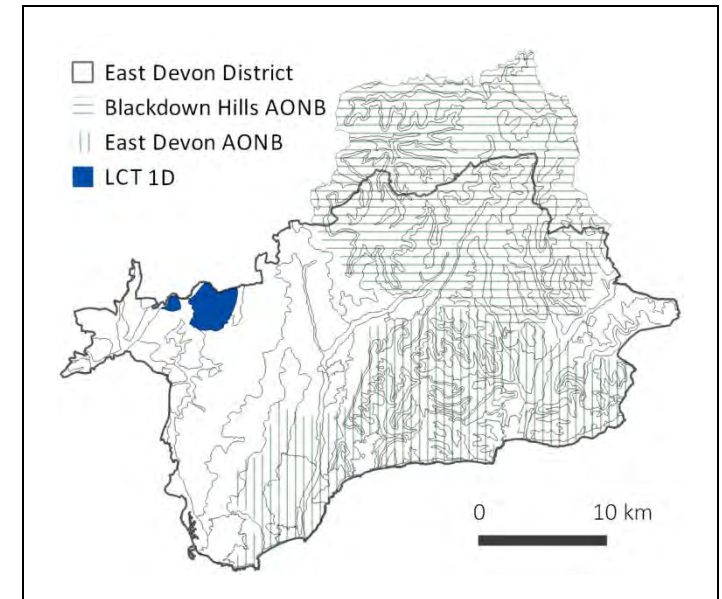 East Devon District
Blackdown Hills AONB
East Devon AONB
LCT 1D
0 10 km